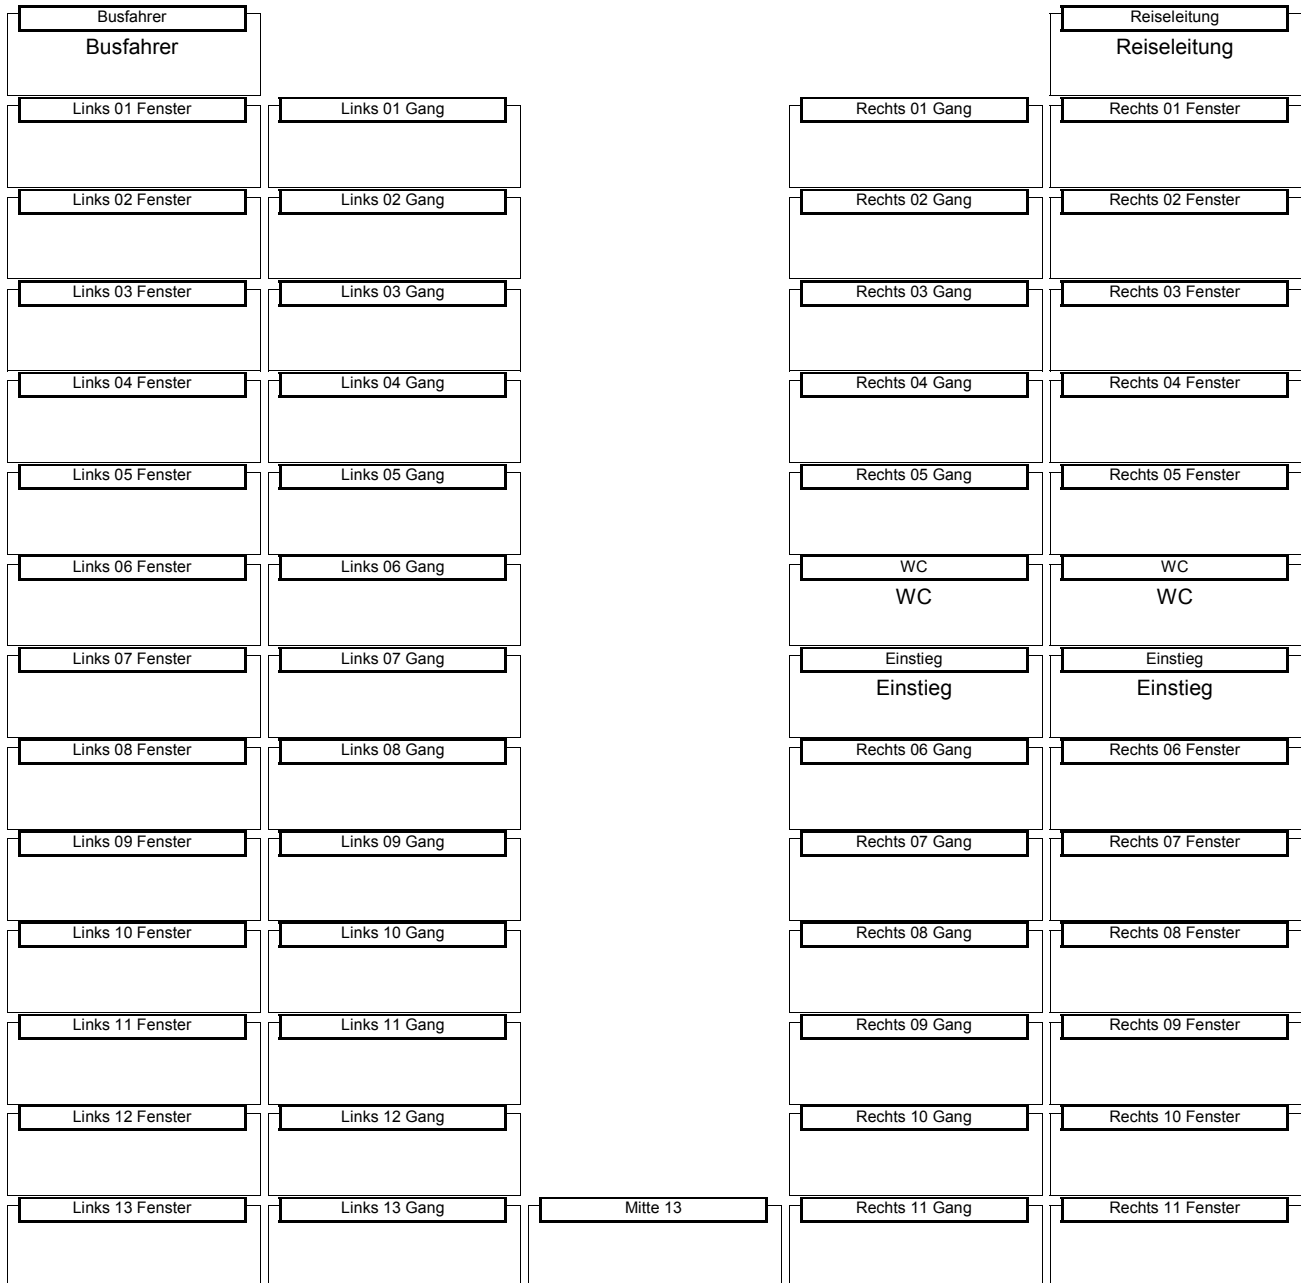 Busfahrer Reiseleitung
Busfahrer Reiseleitung
Links 01 Fenster Links 01 Gang Rechts 01 Gang Rechts 01 Fenster
Links 02 Fenster Links 02 Gang Rechts 02 Gang Rechts 02 Fenster
Links 03 Fenster Links 03 Gang Rechts 03 Gang Rechts 03 Fenster
Links 04 Fenster Links 04 Gang Rechts 04 Gang Rechts 04 Fenster
Links 05 Fenster Links 05 Gang Rechts 05 Gang Rechts 05 Fenster
Links 06 Fenster Links 06 Gang WC WC
WC WC
Links 07 Fenster Links 07 Gang Einstieg Einstieg
Einstieg Einstieg
Links 08 Fenster Links 08 Gang Rechts 06 Gang Rechts 06 Fenster
Links 09 Fenster Links 09 Gang Rechts 07 Gang Rechts 07 Fenster
Links 10 Fenster Links 10 Gang Rechts 08 Gang Rechts 08 Fenster
Links 11 Fenster Links 11 Gang Rechts 09 Gang Rechts 09 Fenster
Links 12 Fenster Links 12 Gang Rechts 10 Gang Rechts 10 Fenster
Links 13 Fenster Links 13 Gang Mitte 13 Rechts 11 Gang Rechts 11 Fenster